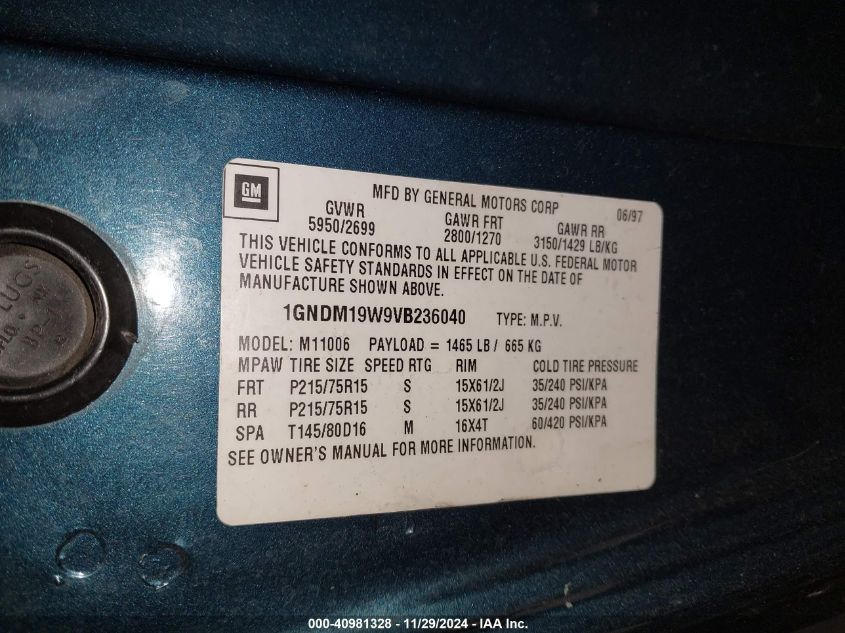 GM
MFD BY GENERAL MOTORS CORP 06/97
GVWR GAWR FRT GAWR RR
5950/2699 2800/1270 3150/1429 LB/KG
THIS VEHICLE CONFORMS TO ALL APPLICABLE U.S. FEDERAL MOTOR
VEHICLE SAFETY STANDARDS IN EFFECT ON THE DATE OF
MANUFACTURE SHOWN ABOVE.
1GNDM19W9VB236040 TYPE: M.P.V.
MODEL: M11006 PAYLOAD = 1465 LB / 665 KG
MPAW TIRE SIZE SPEED RTG RIM COLD TIRE PRESSURE
FRT P215/75R15 S 15X61/2J 35/240 PSI/KPA
RR P215/75R15 S 15X61/2J 35/240 PSI/KPA
SPA T145/80D16 M 16X4T 60/420 PSI/KPA
SEE OWNER'S MANUAL FOR MORE INFORMATION.
LUGS
000-40981328 - 11/29/2024 - IAA Inc.